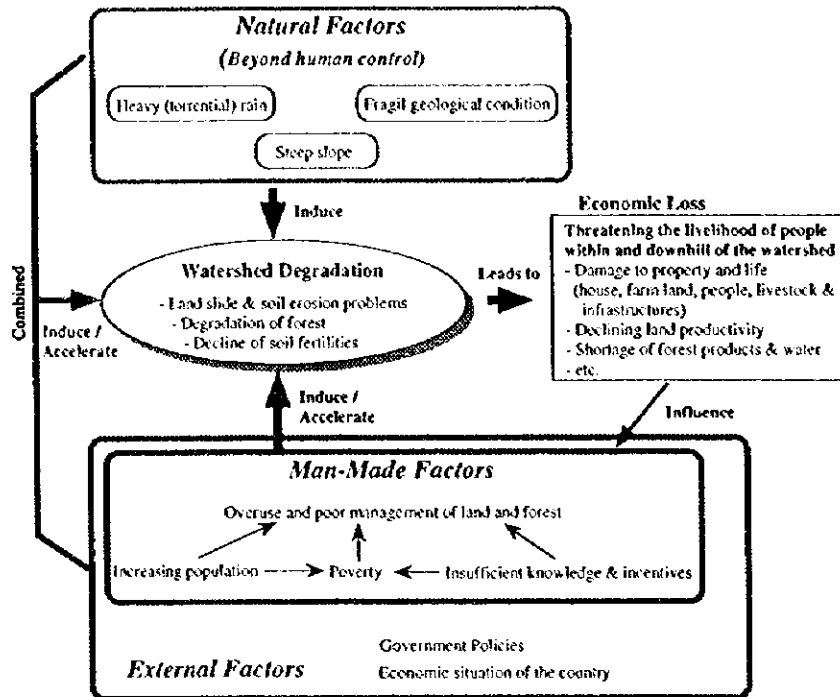 Natural Factors
(Beyond human control)
Heavy (torrential) rain
Fragil geological condition
Steep slope
Induce
Economic Loss
Threatening the livelihood of people
within and downhill of the watershed
- Damage to property and life
(house, farm land, people, livestock &
infrastructures)
- Declining land productivity
- Shortage of forest products & water
- etc.
Watershed Degradation
- Land slide & soil erosion problems
- Degradation of forest
- Decline of soil fertilities
Leads to
Combined
Induce /
Accelerate
Induce /
Accelerate
Influence
Man-Made Factors
Overuse and poor management of land and forest
Increasing population
Poverty
Insufficient knowledge & incentives
Government Policies
External Factors
Economic situation of the country